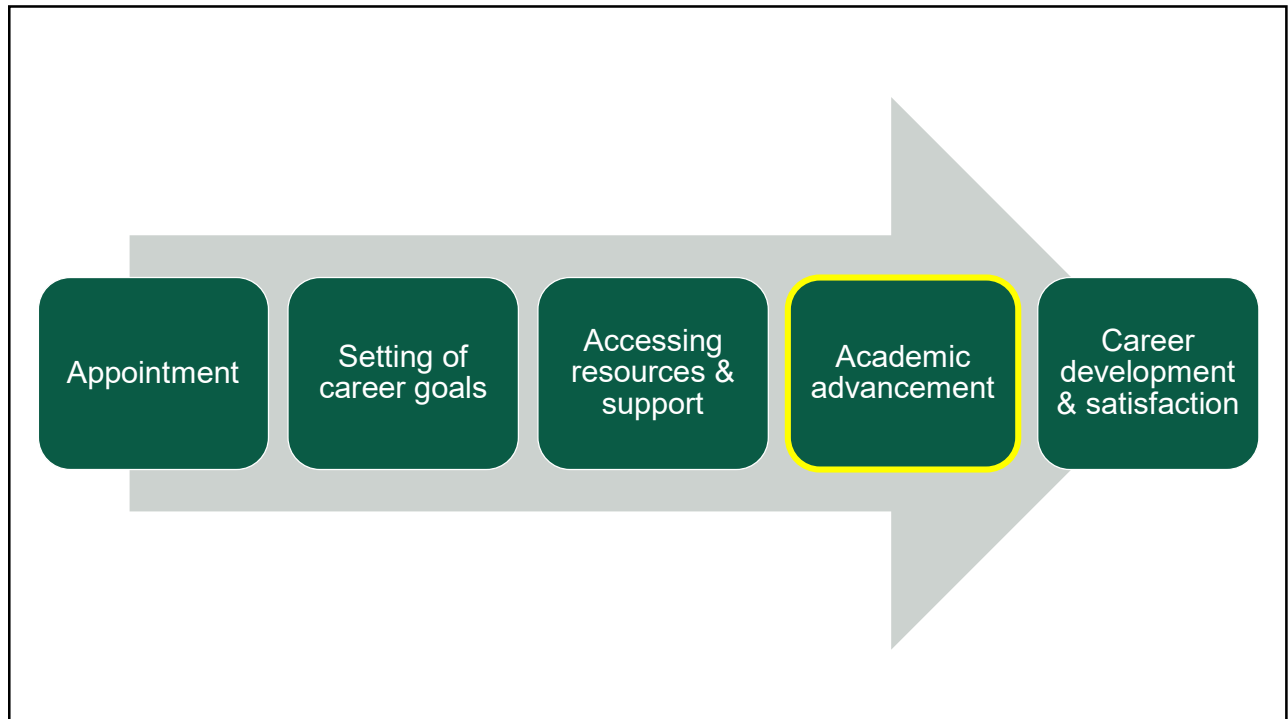 Appointment
Setting of
career goals
Accessing
resources &
support
Academic
advancement
Career
development
& satisfaction